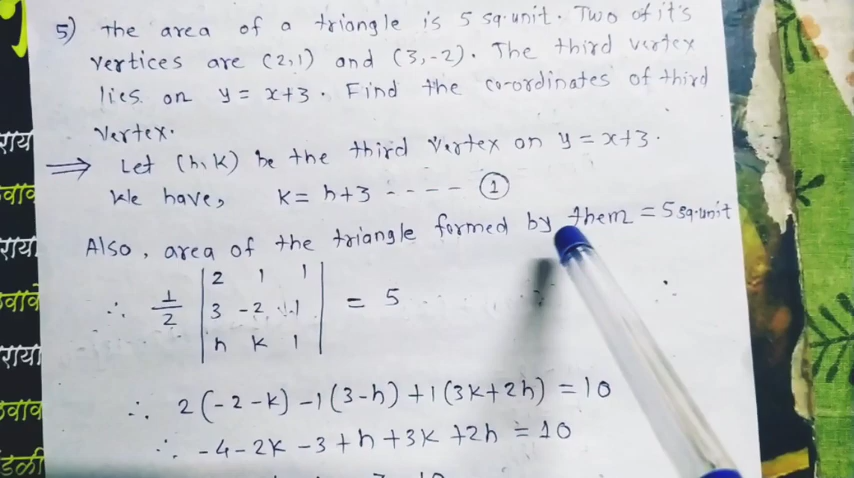 5) the area of a triangle is 5 sq.unit. Two of it's
vertices are (2,1) and (3,-2). The third vertex
lies on y = x+3. Find the co-ordinates of third
vertex.
⟹ Let (h,k) be the third vertex on y = x+3.
We have, k = h+3 ---- ①
Also, area of the triangle formed by them = 5 sq.unit
∴ 1/2 | 2 1 1 | = 5
| 3 -2 1 |
| h k 1 |
∴ 2(-2-k) -1(3-h) +1(3k+2h) = 10
∴ -4-2k-3+h+3k+2h = 10